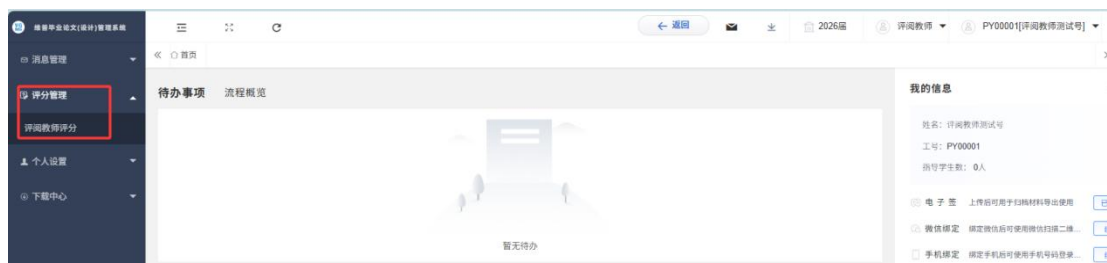 维普毕业论文(设计)管理系统
返回
2026届
评阅教师
PY00001[评阅教师测试号]
消息管理
首页
评分管理
评阅教师评分
个人设置
下载中心
待办事项 流程概览
暂无待办
我的信息
姓名: 评阅教师测试号
工号: PY00001
指导学生数: 0人
电子签 上传后可用于归档材料导出使用
微信绑定 绑定微信后可使用微信扫描二维...
手机绑定 绑定手机后可使用手机号码登录...